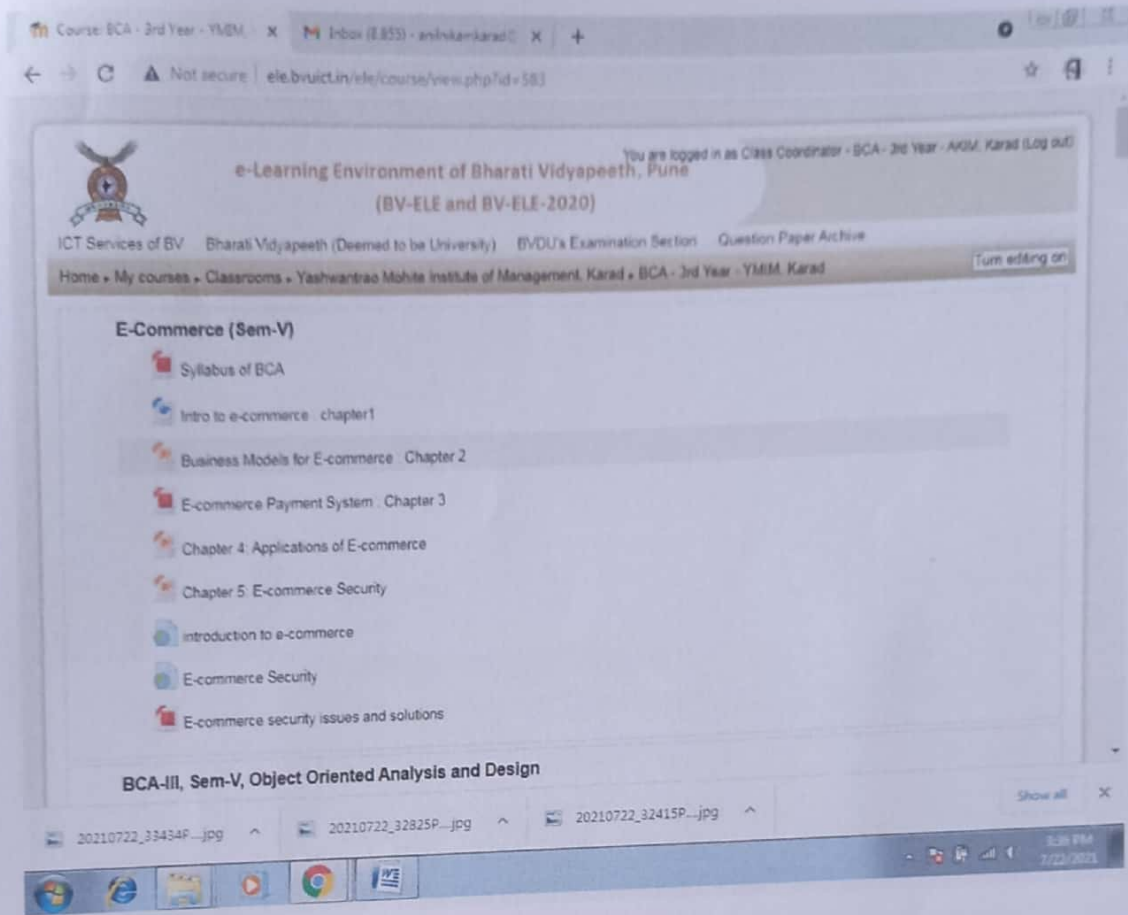 Course: BCA - 3rd Year - YMIM,
Inbox (8,855) -
Not secure | ele.bvuict.in/ele/course/view.php?id=583
You are logged in as Class Coordinator - BCA - 3rd Year - AKIM, Karad (Log out)
e-Learning Environment of Bharati Vidyapeeth, Pune
(BV-ELE and BV-ELE-2020)
ICT Services of BV Bharati Vidyapeeth (Deemed to be University) BVDU's Examination Section Question Paper Archive
Home Yashwantrao Mohite Institute of Management, Karad BCA - 3rd Year - YMIM, Karad My courses Classrooms
Turn editing on
E-Commerce (Sem-V)
Syllabus of BCA
Intro to e-commerce : chapter1
Business Models for E-commerce : Chapter 2
E-commerce Payment System : Chapter 3
Chapter 4: Applications of E-commerce
Chapter 5: E-commerce Security
introduction to e-commerce
E-commerce Security
E-commerce security issues and solutions
BCA-III, Sem-V, Object Oriented Analysis and Design
20210722_33434P....jpg
20210722_32825P....jpg
20210722_32415P....jpg
Show all
7/22/2021